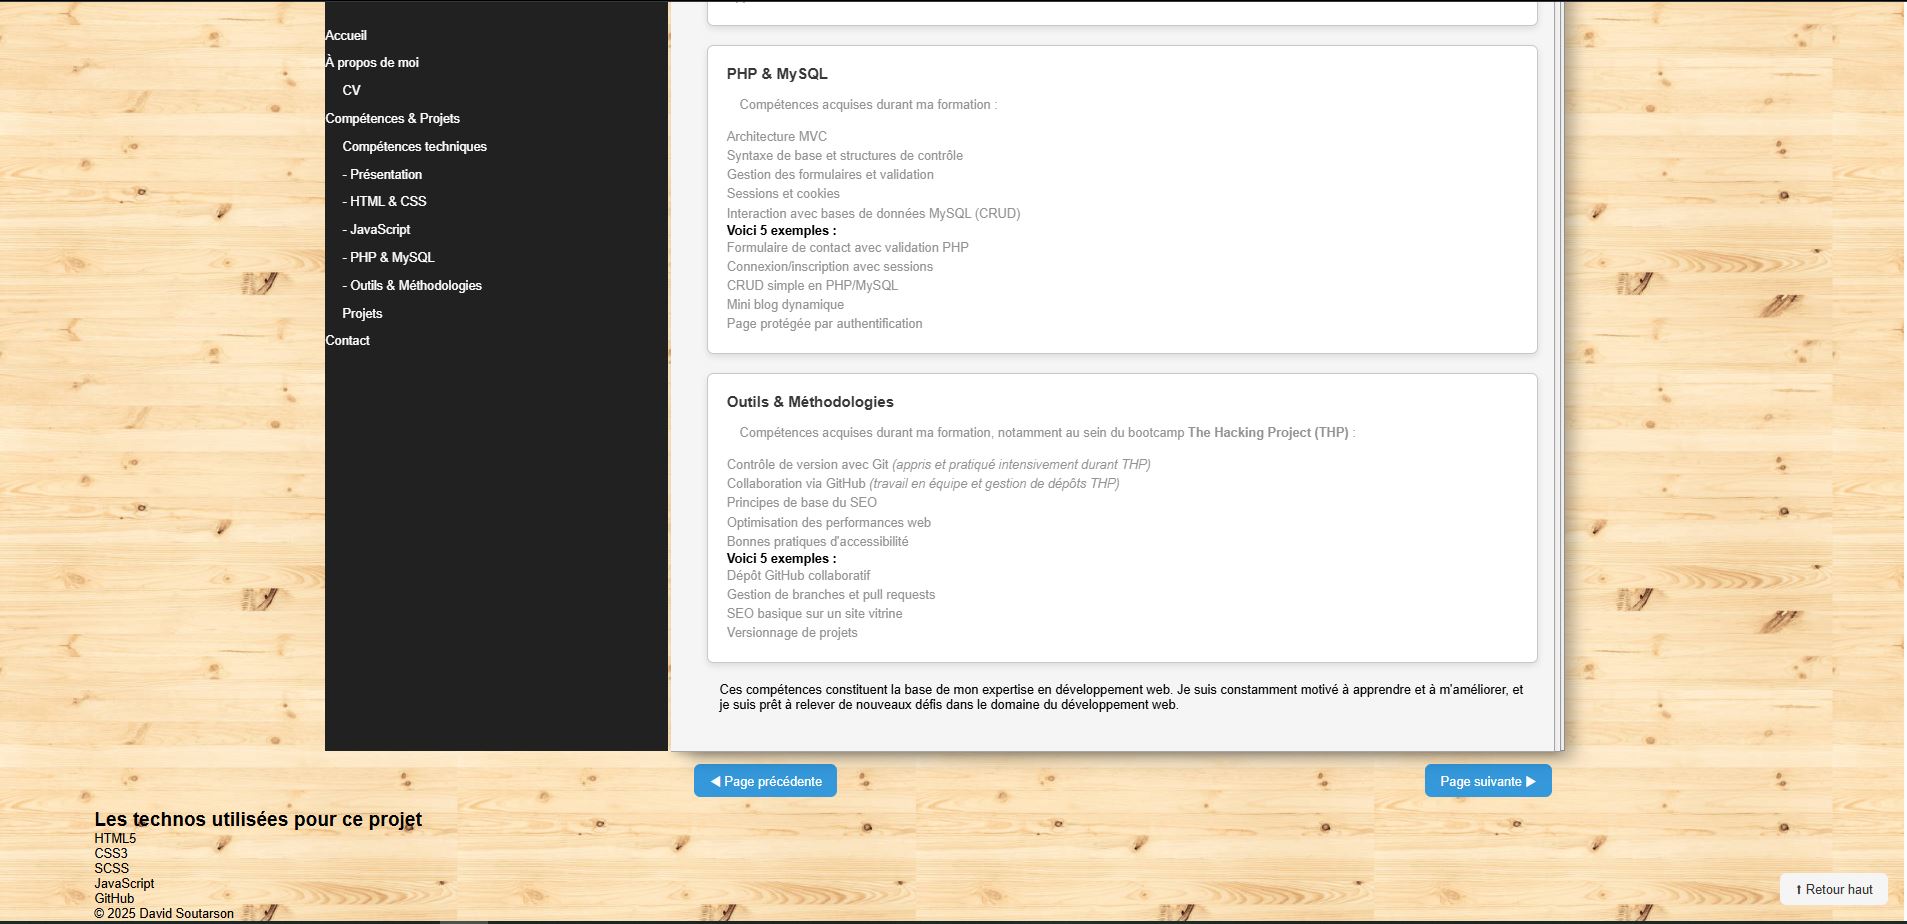 Accueil
À propos de moi
CV
Compétences & Projets
Compétences techniques
- Présentation
- HTML & CSS
- JavaScript
- PHP & MySQL
- Outils & Méthodologies
Projets
Contact
PHP & MySQL
Compétences acquises durant ma formation :
Architecture MVC
Syntaxe de base et structures de contrôle
Gestion des formulaires et validation
Sessions et cookies
Interaction avec bases de données MySQL (CRUD)
Voici 5 exemples :
Formulaire de contact avec validation PHP
Connexion/inscription avec sessions
CRUD simple en PHP/MySQL
Mini blog dynamique
Page protégée par authentification
Outils & Méthodologies
Compétences acquises durant ma formation, notamment au sein du bootcamp The Hacking Project (THP) :
Contrôle de version avec Git (appris et pratiqué intensivement durant THP)
Collaboration via GitHub (travail en équipe et gestion de dépôts THP)
Principes de base du SEO
Optimisation des performances web
Bonnes pratiques d'accessibilité
Voici 5 exemples :
Dépôt GitHub collaboratif
Gestion de branches et pull requests
SEO basique sur un site vitrine
Versionnage de projets
Ces compétences constituent la base de mon expertise en développement web. Je suis constamment motivé à apprendre et à m'améliorer, et
je suis prêt à relever de nouveaux défis dans le domaine du développement web.
◀ Page précédente
Page suivante ▶
Les technos utilisées pour ce projet
HTML5
CSS3
SCSS
JavaScript
GitHub
© 2025 David Soutarson
⬆ Retour haut